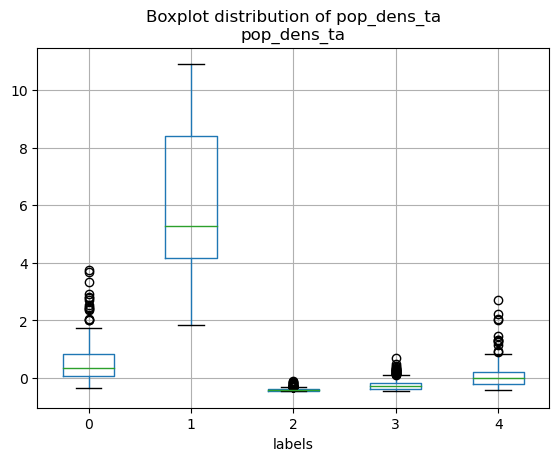 Boxplot distribution of pop_dens_ta
pop_dens_ta
10
8
6
4
2
0
0 1 2 3 4
labels